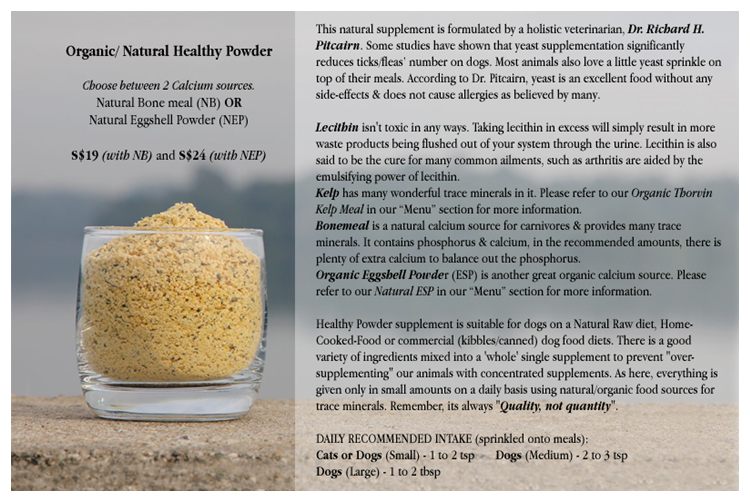 Organic/ Natural Healthy Powder
Choose between 2 Calcium sources.
Natural Bone meal (NB) OR
Natural Eggshell Powder (NEP)
S$19 (with NB) and S$24 (with NEP)
This natural supplement is formulated by a holistic veterinarian, Dr. Richard H.
Pitcairn. Some studies have shown that yeast supplementation significantly
reduces ticks/fleas' number on dogs. Most animals also love a little yeast sprinkle on
top of their meals. According to Dr. Pitcairn, yeast is an excellent food without any
side-effects & does not cause allergies as believed by many.
Lecithin isn't toxic in any ways. Taking lecithin in excess will simply result in more
waste products being flushed out of your system through the urine. Lecithin is also
said to be the cure for many common ailments, such as arthritis are aided by the
emulsifying power of lecithin.
Kelp has many wonderful trace minerals in it. Please refer to our Organic Thorvin
Kelp Meal in our "Menu" section for more information.
Bonemeal is a natural calcium source for carnivores & provides many trace
minerals. It contains phosphorus & calcium, in the recommended amounts, there is
plenty of extra calcium to balance out the phosphorus.
Organic Eggshell Powder (ESP) is another great organic calcium source. Please
refer to our Natural ESP in our "Menu" section for more information.
Healthy Powder supplement is suitable for dogs on a Natural Raw diet, Home-
Cooked-Food or commercial (kibbles/canned) dog food diets. There is a good
variety of ingredients mixed into a 'whole' single supplement to prevent "over-
supplementing" our animals with concentrated supplements. As here, everything is
given only in small amounts on a daily basis using natural/organic food sources for
trace minerals. Remember, its always "Quality, not quantity".
DAILY RECOMMENDED INTAKE (sprinkled onto meals):
Cats or Dogs (Small) - 1 to 2 tsp Dogs (Medium) - 2 to 3 tsp
Dogs (Large) - 1 to 2 tbsp